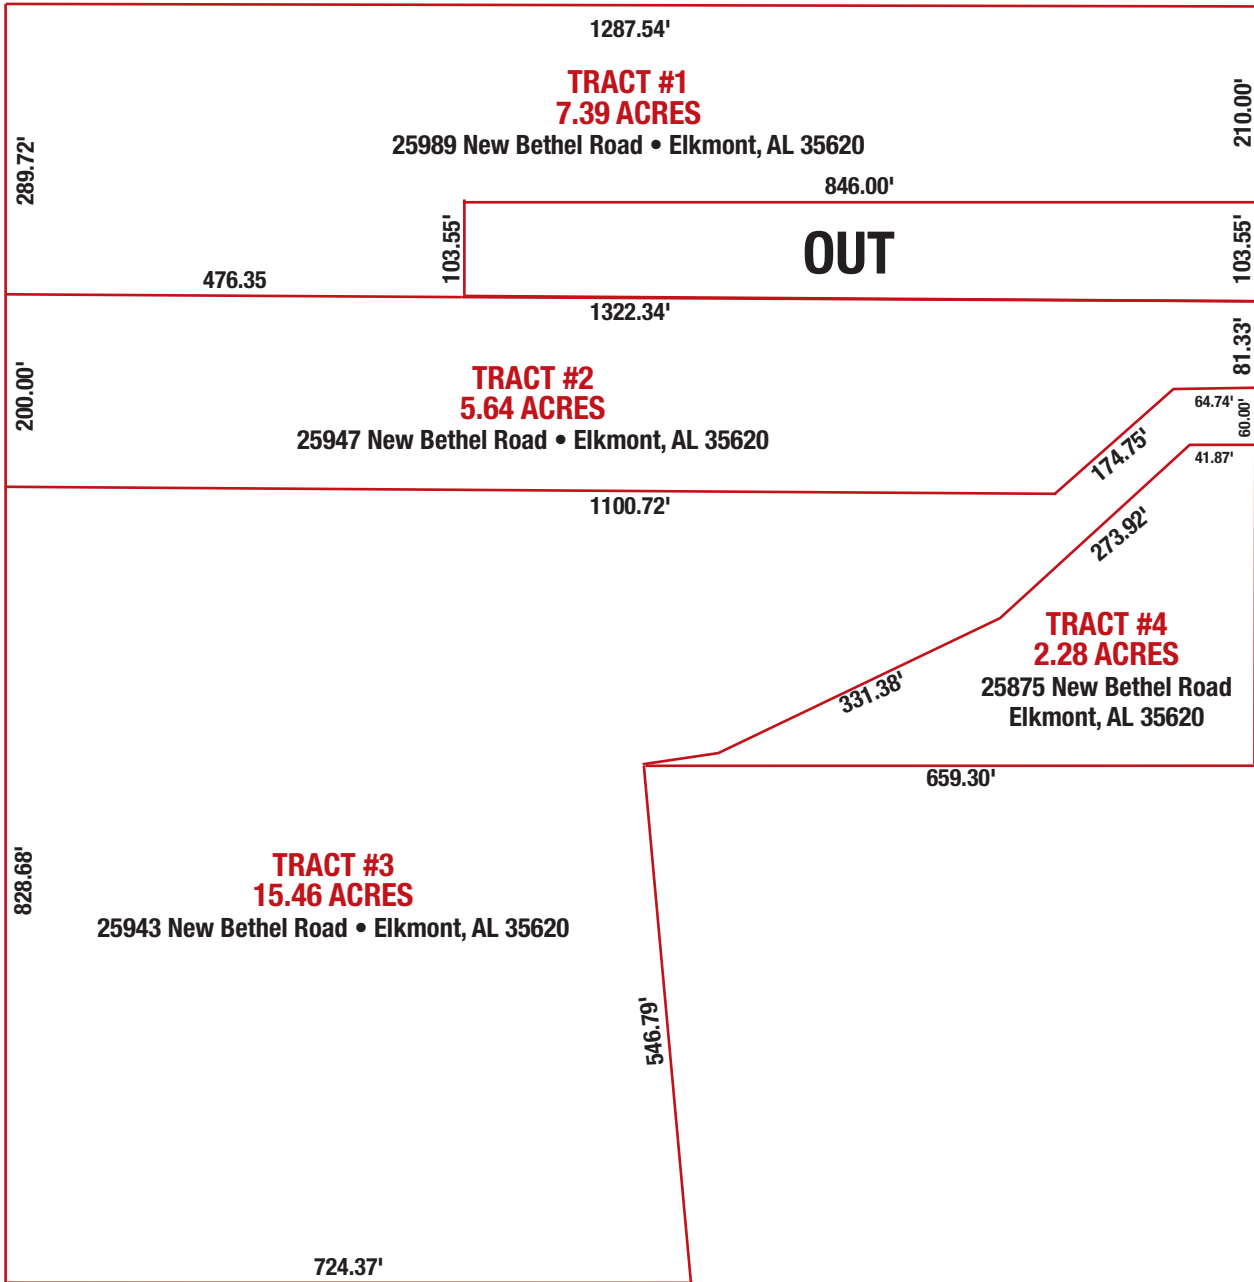 1287.54'
TRACT #1
7.39 ACRES
25989 New Bethel Road • Elkmont, AL 35620
289.72'
210.00'
846.00'
103.55'
OUT
103.55'
476.35
1322.34'
81.33'
TRACT #2
5.64 ACRES
25947 New Bethel Road • Elkmont, AL 35620
200.00'
64.74'
60.00'
174.75'
41.87'
1100.72'
273.92'
TRACT #4
2.28 ACRES
25875 New Bethel Road
Elkmont, AL 35620
331.38'
659.30'
TRACT #3
15.46 ACRES
25943 New Bethel Road • Elkmont, AL 35620
828.68'
546.79'
724.37'